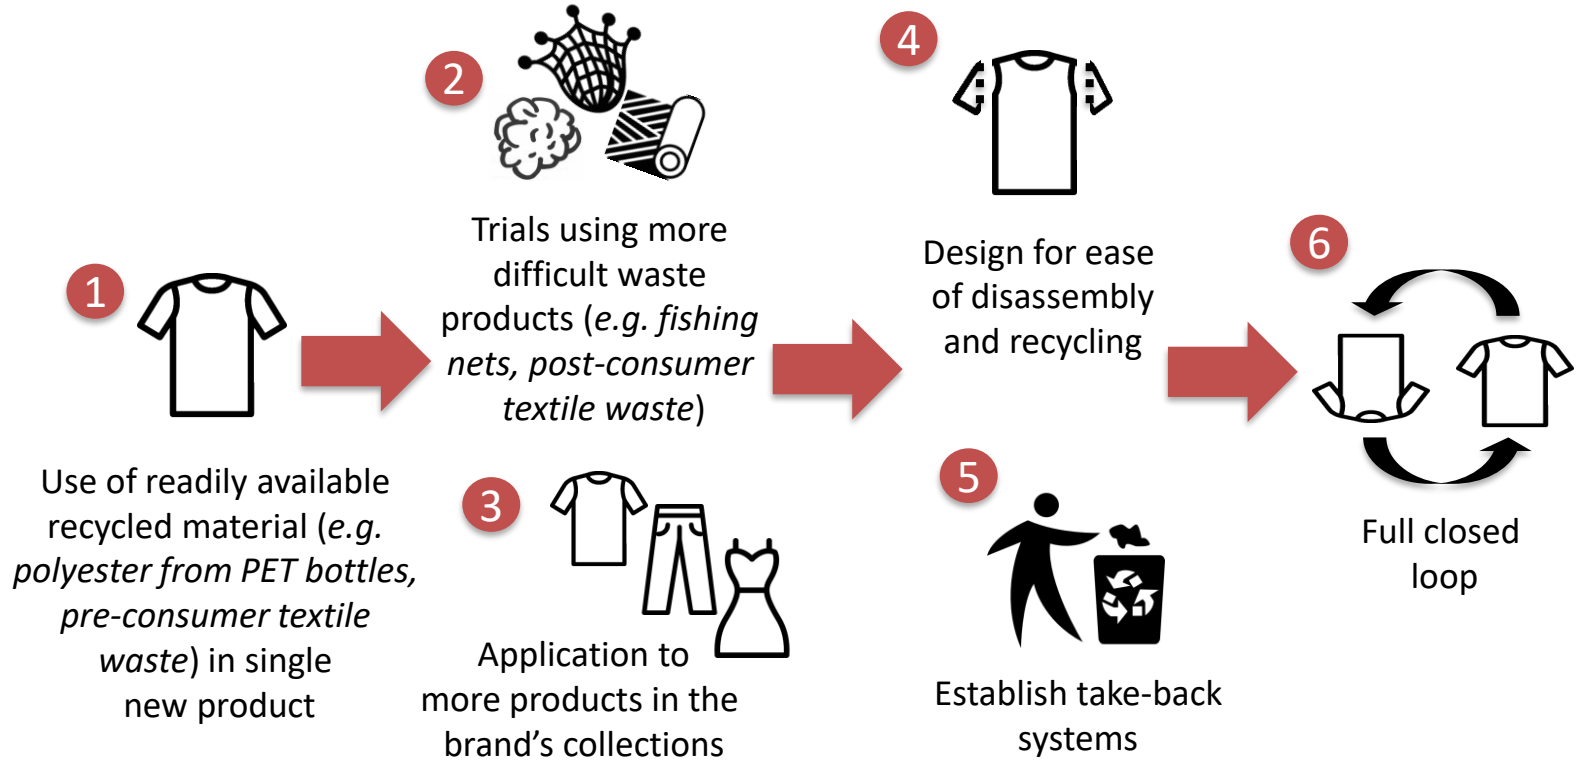 1
Use of readily available
recycled material (e.g.
polyester from PET bottles,
pre-consumer textile
waste) in single
new product
2
Trials using more
difficult waste
products (e.g. fishing
nets, post-consumer
textile waste)
3
Application to
more products in the
brand’s collections
4
Design for ease
of disassembly
and recycling
5
Establish take-back
systems
6
Full closed
loop